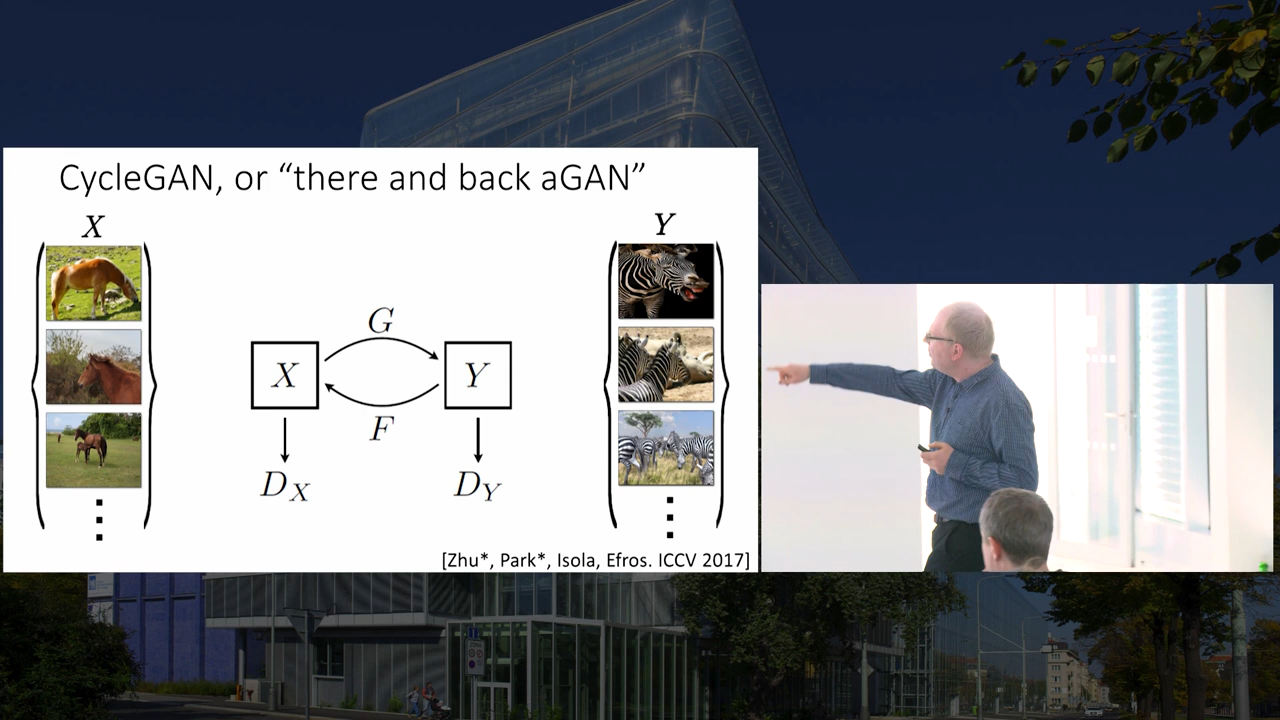 CycleGAN, or “there and back aGAN”
X
Y
G
X
Y
F
D_X
D_Y
[Zhu*, Park*, Isola, Efros. ICCV 2017]